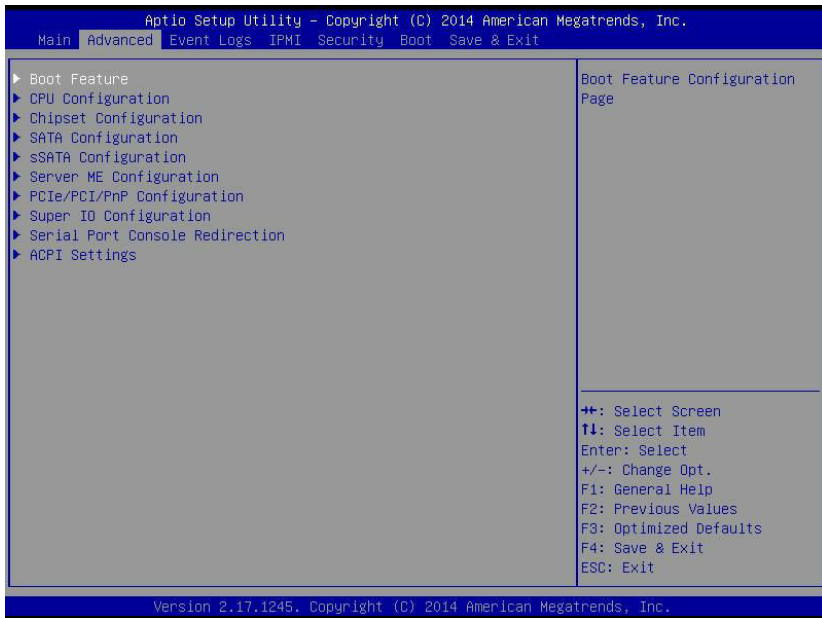 Aptio Setup Utility – Copyright (C) 2014 American Megatrends, Inc.
Main Advanced Event Logs IPMI Security Boot Save & Exit
Boot Feature
CPU Configuration
Chipset Configuration
SATA Configuration
sSATA Configuration
Server ME Configuration
PCIe/PCI/PnP Configuration
Super IO Configuration
Serial Port Console Redirection
ACPI Settings
Boot Feature Configuration
Page
→←: Select Screen
↑↓: Select Item
Enter: Select
+/-: Change Opt.
F1: General Help
F2: Previous Values
F3: Optimized Defaults
F4: Save & Exit
ESC: Exit
Version 2.17.1245. Copyright (C) 2014 American Megatrends, Inc.